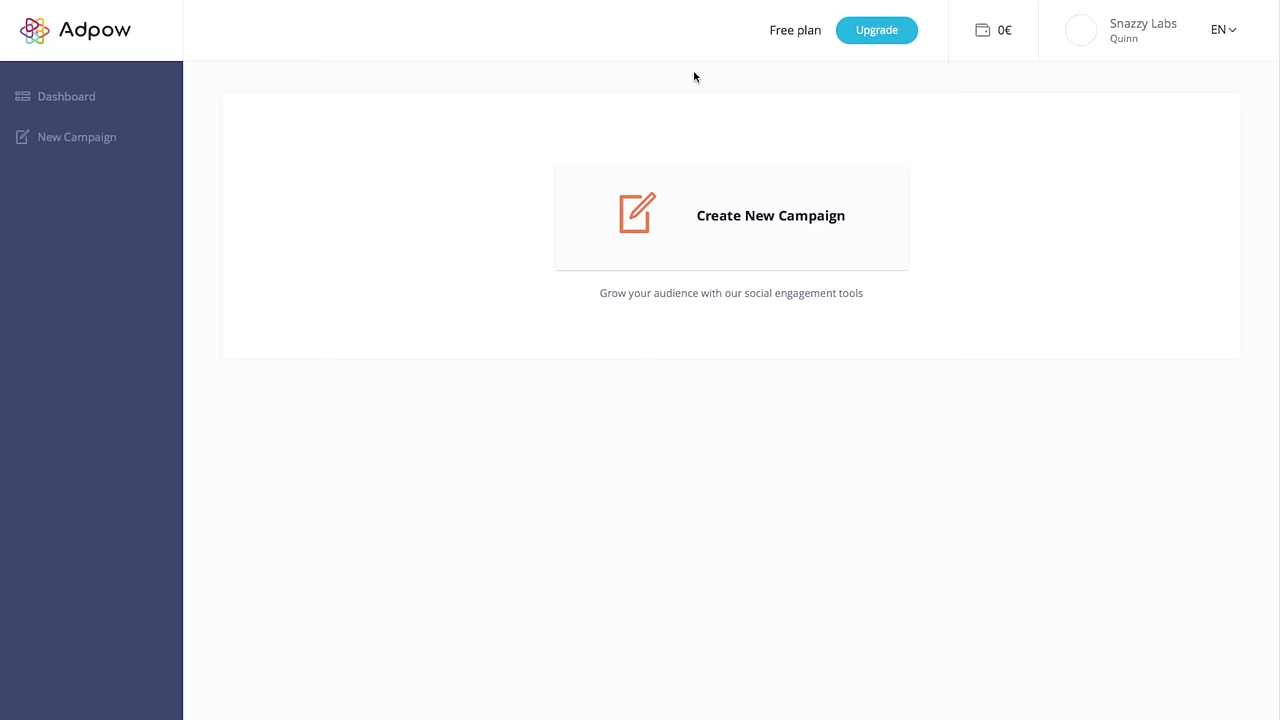 Adpow
Free plan
Upgrade
0€
Snazzy Labs
Quinn
EN
Dashboard
New Campaign
Create New Campaign
Grow your audience with our social engagement tools